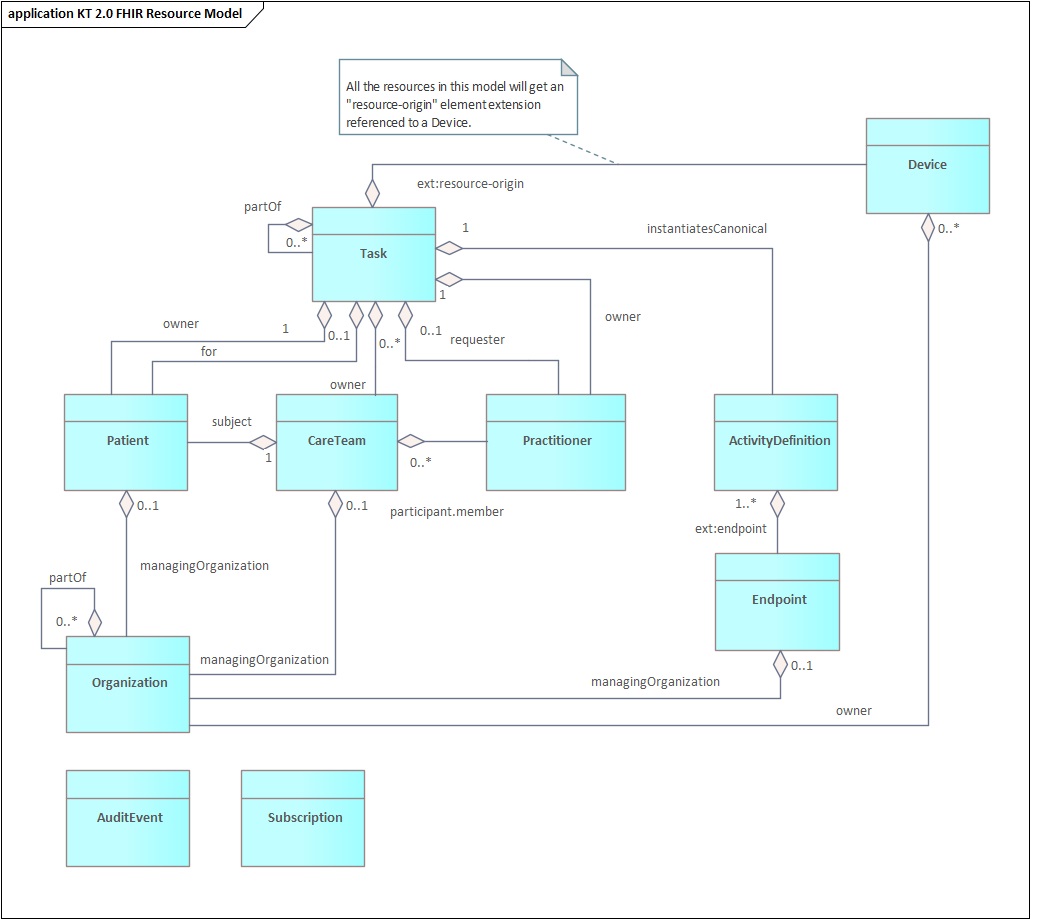 application KT 2.0 FHIR Resource Model
All the resources in this model will get an
"resource-origin" element extension
referenced to a Device.
Device
ext:resource-origin
partOf
0..*
Task
1
instantiatesCanonical
0..*
1
owner
owner
1
0..1
0..*
0..1
requester
for
owner
Patient
subject
1
CareTeam
0..*
Practitioner
ActivityDefinition
0..1
0..1
participant.member
1..*
ext:endpoint
managingOrganization
partOf
0..*
Endpoint
managingOrganization
0..1
Organization
managingOrganization
owner
AuditEvent
Subscription